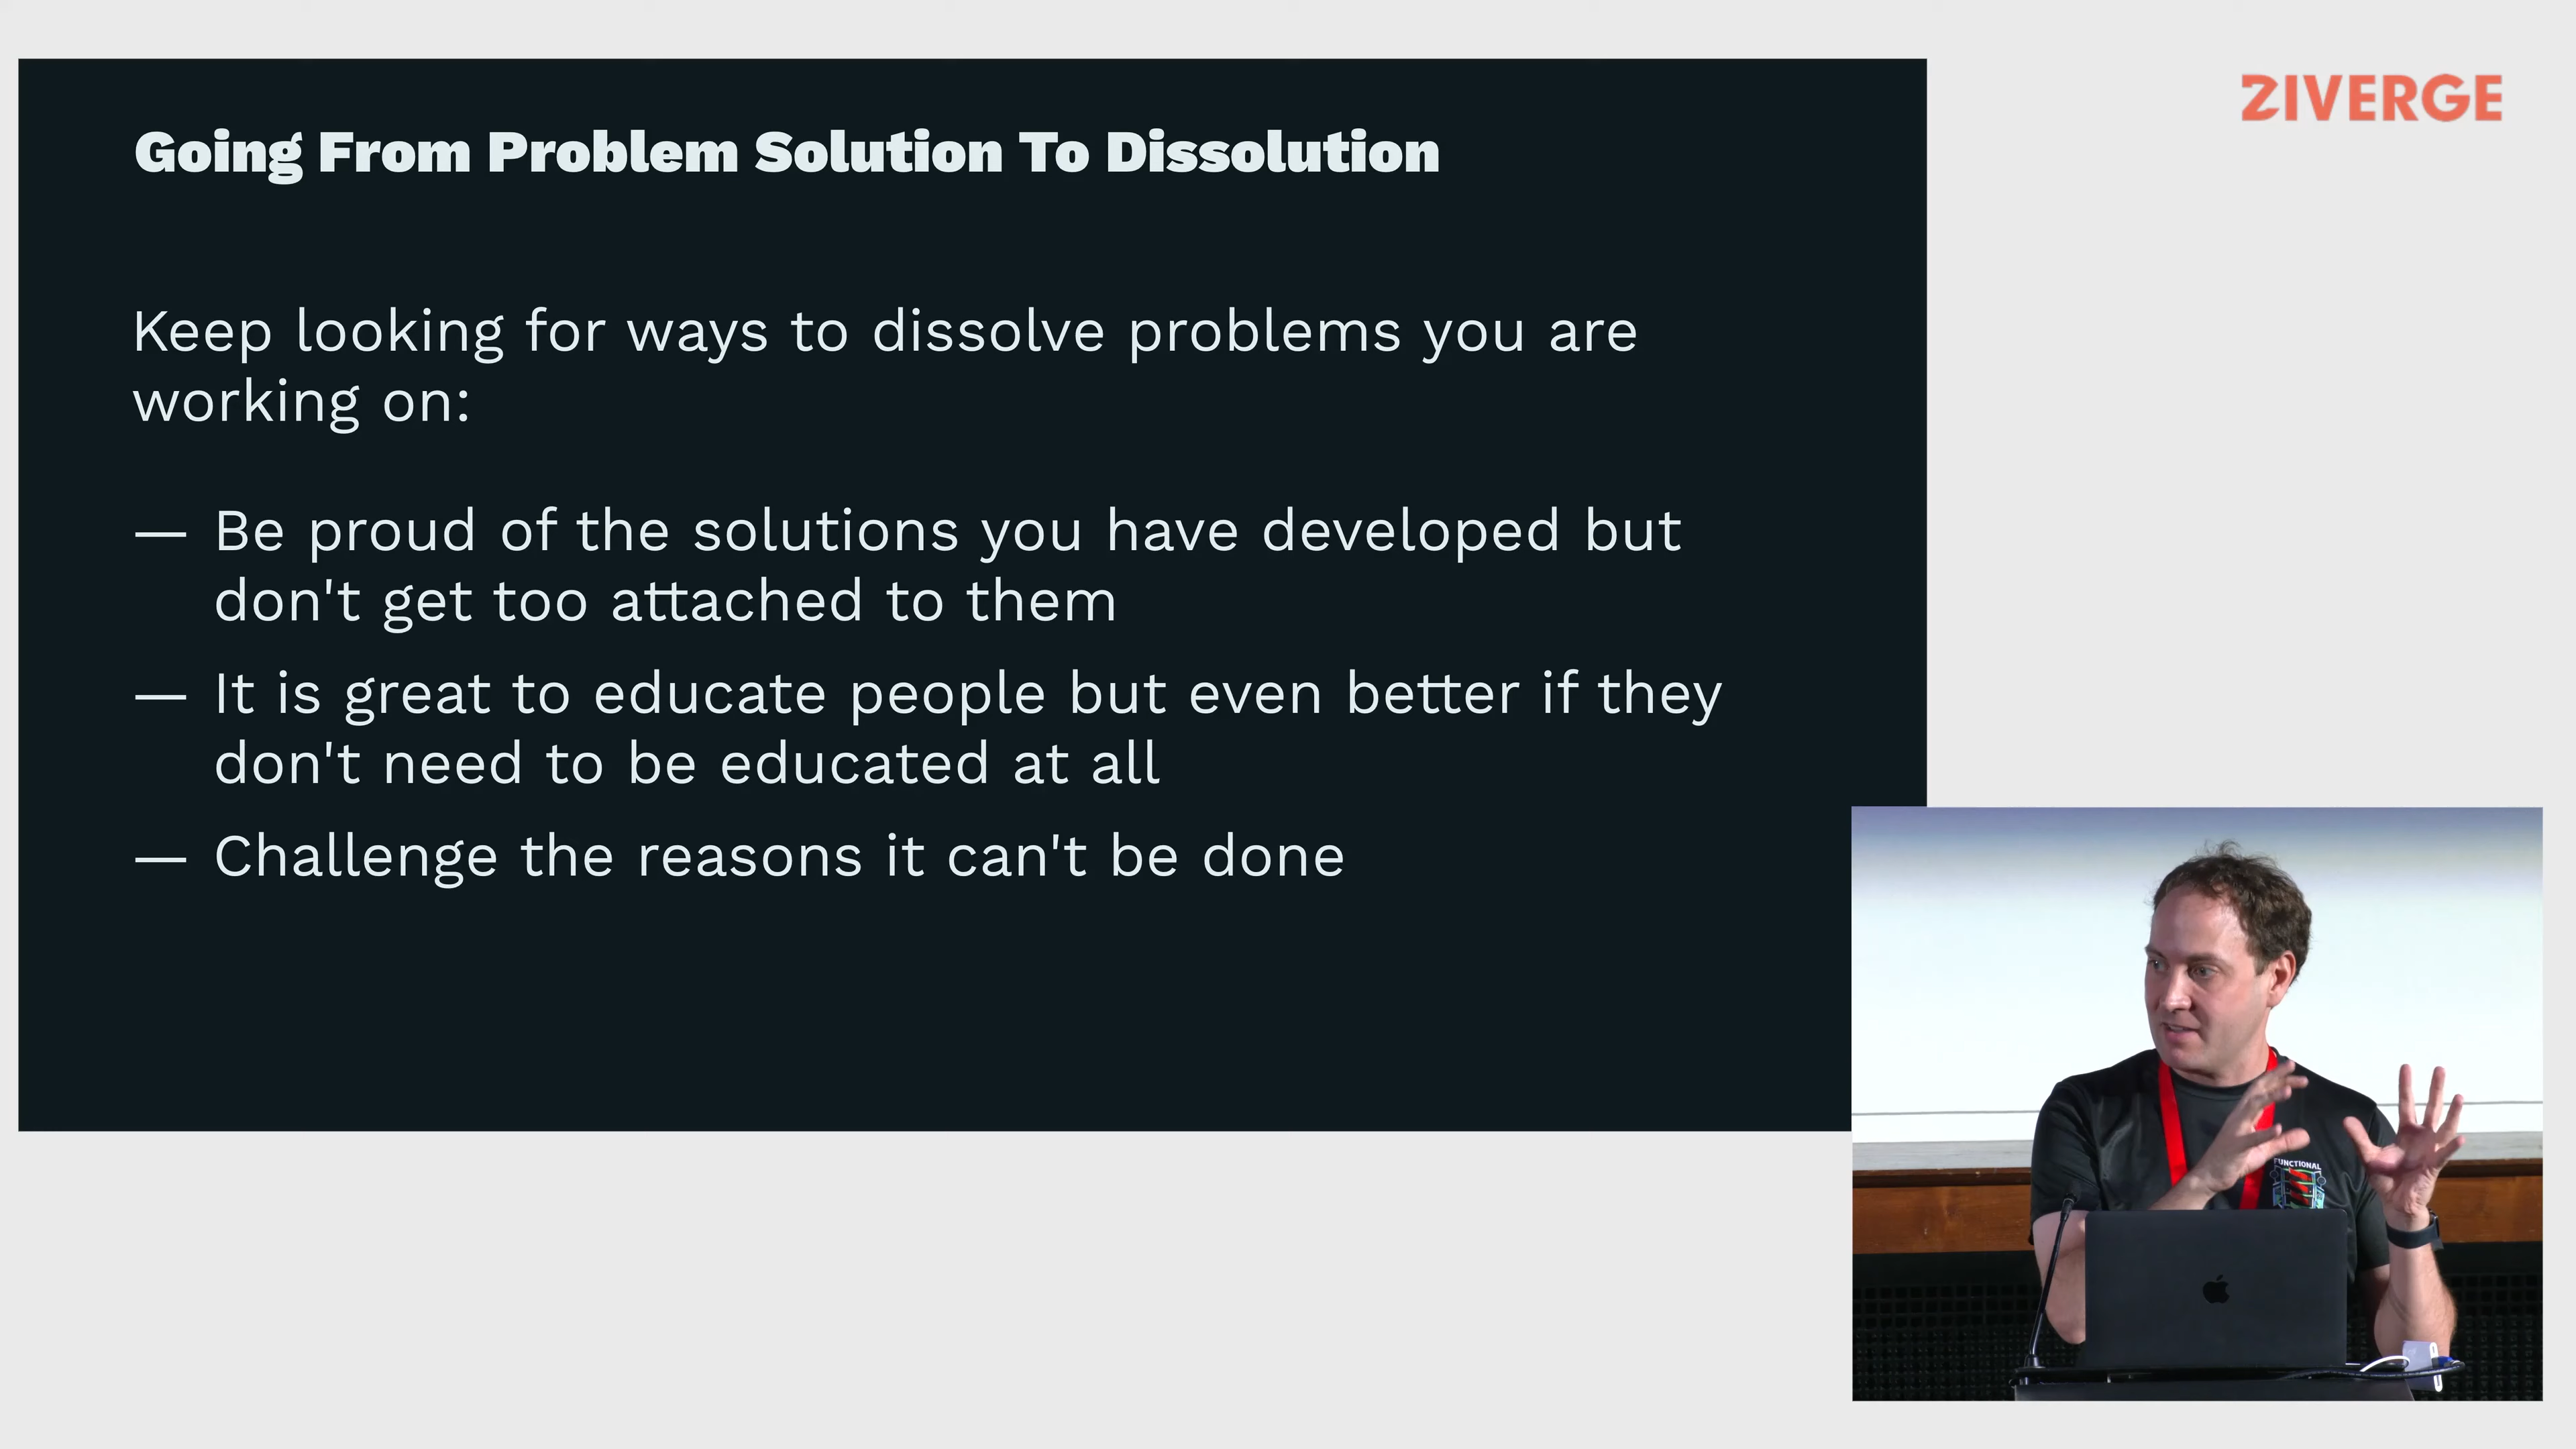 ZIVERGE
Going From Problem Solution To Dissolution
Keep looking for ways to dissolve problems you are
working on:
— Be proud of the solutions you have developed but
don't get too attached to them
— It is great to educate people but even better if they
don't need to be educated at all
— Challenge the reasons it can't be done
FUNCTIONAL